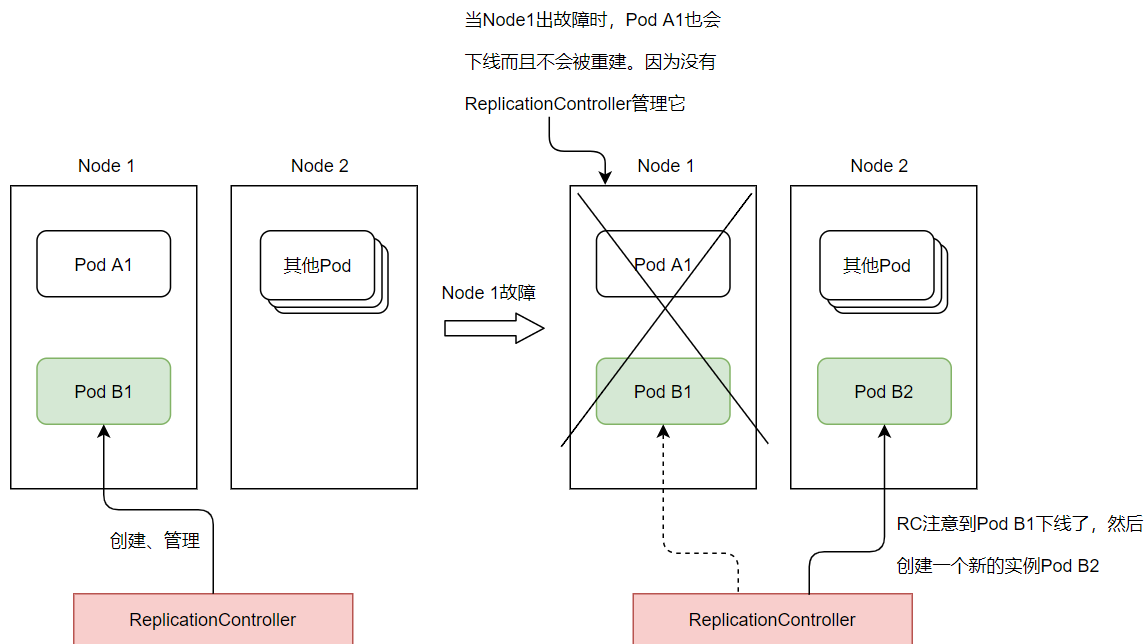 当Node1出故障时，Pod A1也会
下线而且不会被重建。因为没有
ReplicationController管理它
Node 1
Node 2
Node 1
Node 2
Pod A1
其他Pod
Pod A1
其他Pod
Node 1故障
Pod B1
Pod B1
Pod B2
创建、管理
RC注意到Pod B1下线了，然后
创建一个新的实例Pod B2
ReplicationController
ReplicationController